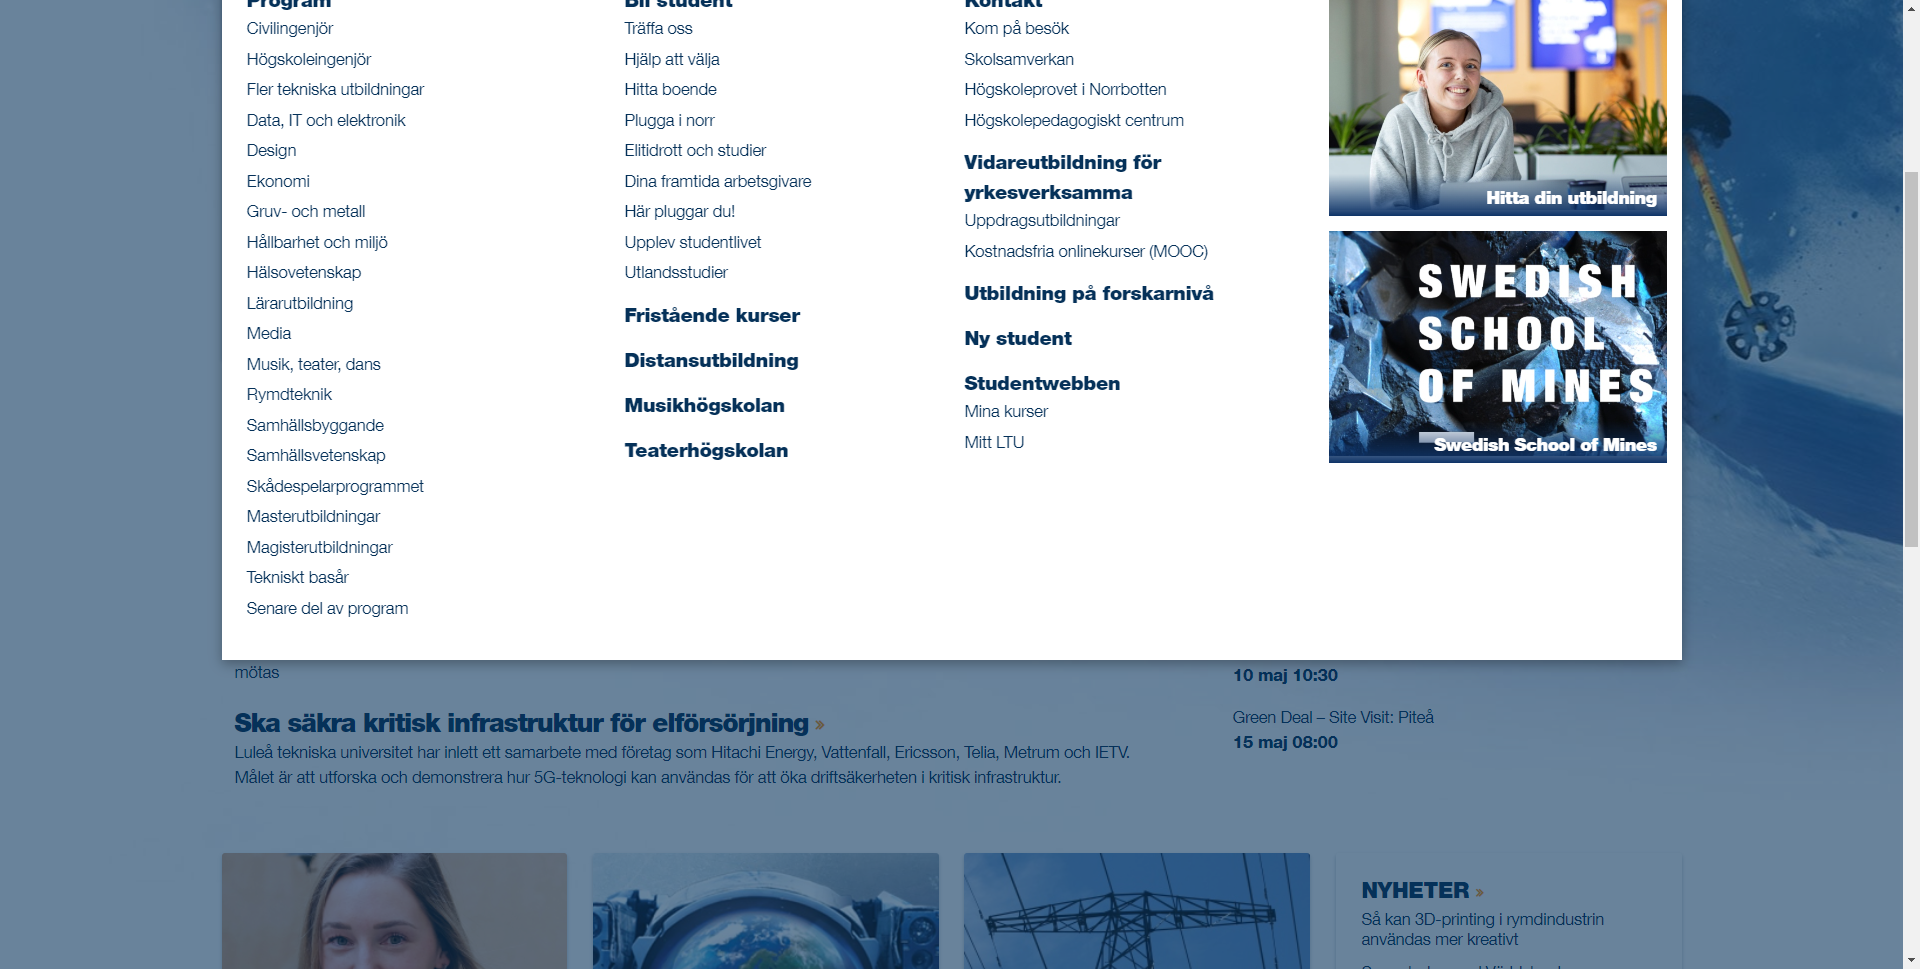 Program
Civilingenjör
Högskoleingenjör
Fler tekniska utbildningar
Data, IT och elektronik
Design
Ekonomi
Gruv- och metall
Hållbarhet och miljö
Hälsovetenskap
Lärarutbildning
Media
Musik, teater, dans
Rymdteknik
Samhällsbyggande
Samhällsvetenskap
Skådespelarprogrammet
Masterutbildningar
Magisterutbildningar
Tekniskt basår
Senare del av program
Bli student
Träffa oss
Hjälp att välja
Hitta boende
Plugga i norr
Elitidrott och studier
Dina framtida arbetsgivare
Här pluggar du!
Upplev studentlivet
Utlandsstudier
Fristående kurser
Distansutbildning
Musikhögskolan
Teaterhögskolan
Kontakt
Kom på besök
Skolsamverkan
Högskoleprovet i Norrbotten
Högskolepedagogiskt centrum
Vidareutbildning för
yrkesverksamma
Uppdragsutbildningar
Kostnadsfria onlinekurser (MOOC)
Utbildning på forskarnivå
Ny student
Studentwebben
Mina kurser
Mitt LTU
Hitta din utbildning
SWEDISH
SCHOOL
OF MINES
Swedish School of Mines
mötas
Ska säkra kritisk infrastruktur för elförsörjning »
Luleå tekniska universitet har inlett ett samarbete med företag som Hitachi Energy, Vattenfall, Ericsson, Telia, Metrum och IETV.
Målet är att utforska och demonstrera hur 5G-teknologi kan användas för att öka driftsäkerheten i kritisk infrastruktur.
10 maj 10:30
Green Deal – Site Visit: Piteå
15 maj 08:00
NYHETER »
Så kan 3D-printing i rymdindustrin
användas mer kreativt